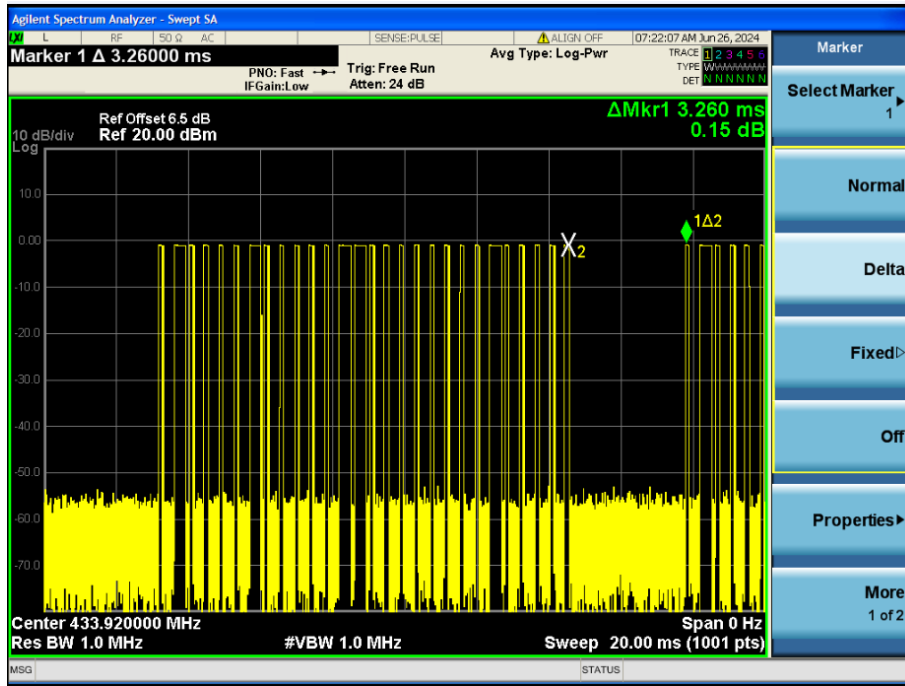 Agilent Spectrum Analyzer - Swept SA
LXI L RF 50 Ω AC SENSE:PULSE ALIGN OFF 07:22:07 AM Jun 26, 2024
Marker 1 Δ 3.26000 ms
PNO: Fast
IFGain:Low
Trig: Free Run
Atten: 24 dB
Avg Type: Log-Pwr
TRACE 1 2 3 4 5 6
TYPE WWWWWW
DET N N N N N N
Marker
Select Marker
1
Normal
Delta
Fixed
Off
Properties
More
1 of 2
ΔMkr1 3.260 ms
0.15 dB
Ref Offset 6.5 dB
10 dB/div Ref 20.00 dBm
Log
10.0
0.00
-10.0
-20.0
-30.0
-40.0
-50.0
-60.0
-70.0
1Δ2
X2
Center 433.920000 MHz
Span 0 Hz
Res BW 1.0 MHz
#VBW 1.0 MHz
Sweep 20.00 ms (1001 pts)
MSG
STATUS